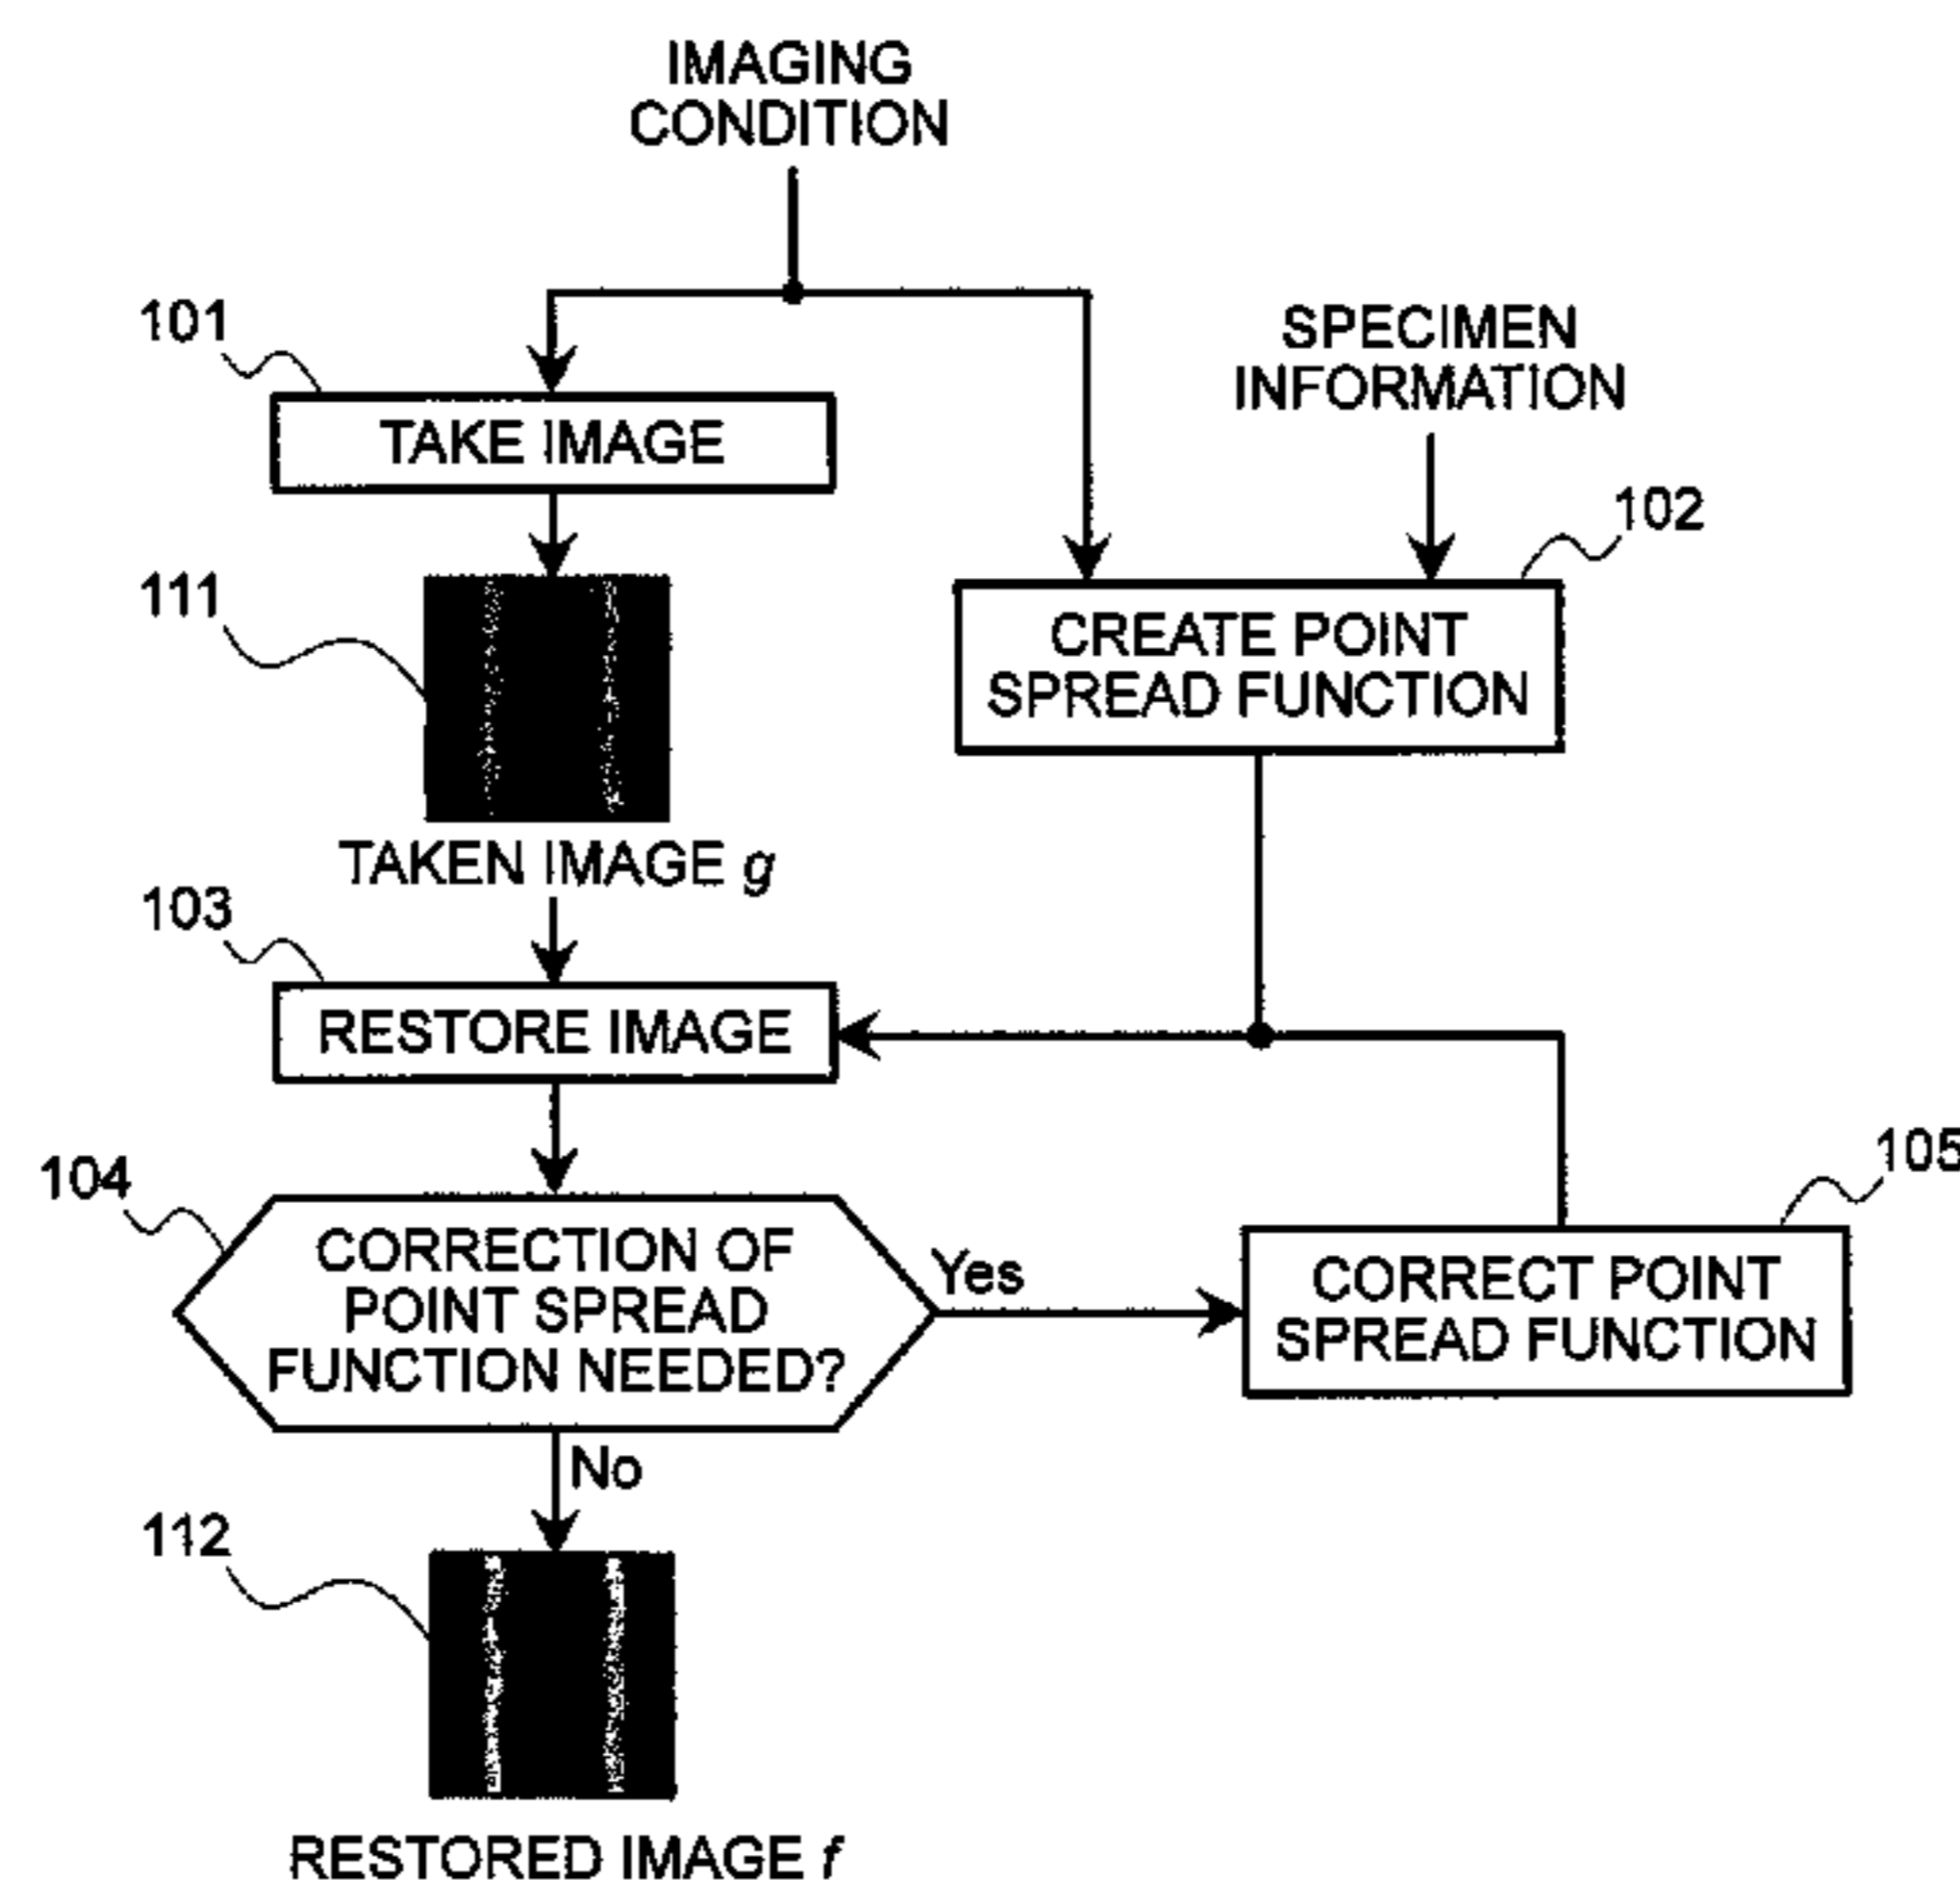 IMAGING
CONDITION
101
SPECIMEN
INFORMATION
TAKE IMAGE
102
111
CREATE POINT
SPREAD FUNCTION
TAKEN IMAGE g
103
RESTORE IMAGE
104
105
CORRECTION OF
POINT SPREAD
FUNCTION NEEDED?
Yes
CORRECT POINT
SPREAD FUNCTION
No
112
RESTORED IMAGE f